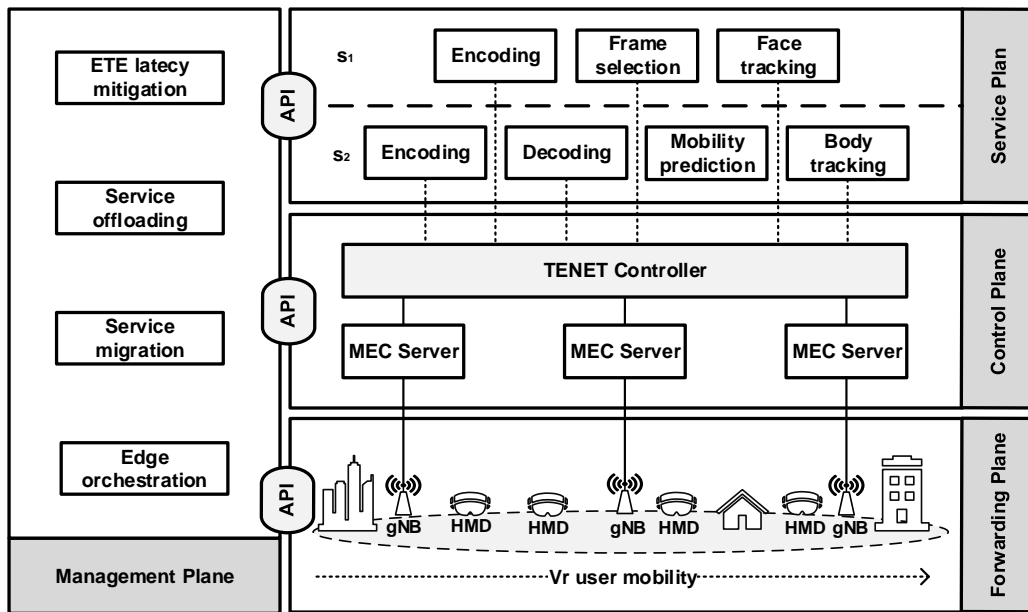 ETE latecy
mitigation
Service
offloading
Service
migration
Edge
orchestration
Management Plane
API
API
API
s1
Encoding
Frame
selection
Face
tracking
s2
Encoding
Decoding
Mobility
prediction
Body
tracking
Service Plan
TENET Controller
MEC Server
MEC Server
MEC Server
Control Plane
gNB
HMD
HMD
gNB
HMD
HMD
gNB
Vr user mobility
Forwarding Plane